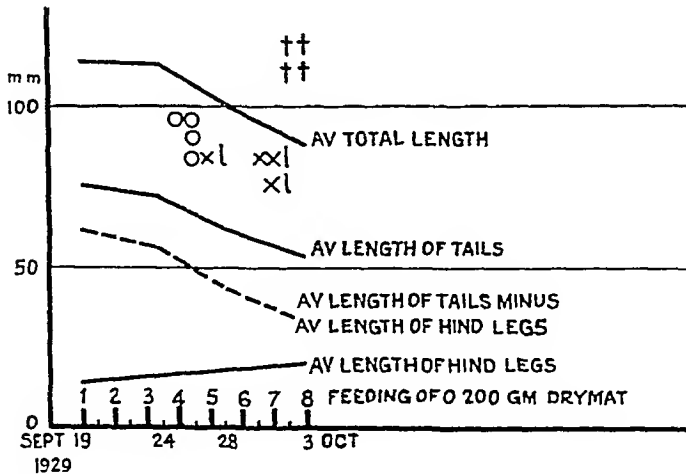 ††
mm ††
100
OO
O
O×l ××l
×l
AV TOTAL LENGTH
AV LENGTH OF TAILS
50
AV LENGTH OF TAILS MINUS
AV LENGTH OF HIND LEGS
AV LENGTH OF HIND LEGS
1 2 3 4 5 6 7 8 FEEDING OF O 200 GM DRYMAT
0
SEPT 19 24 28 3 OCT
1929